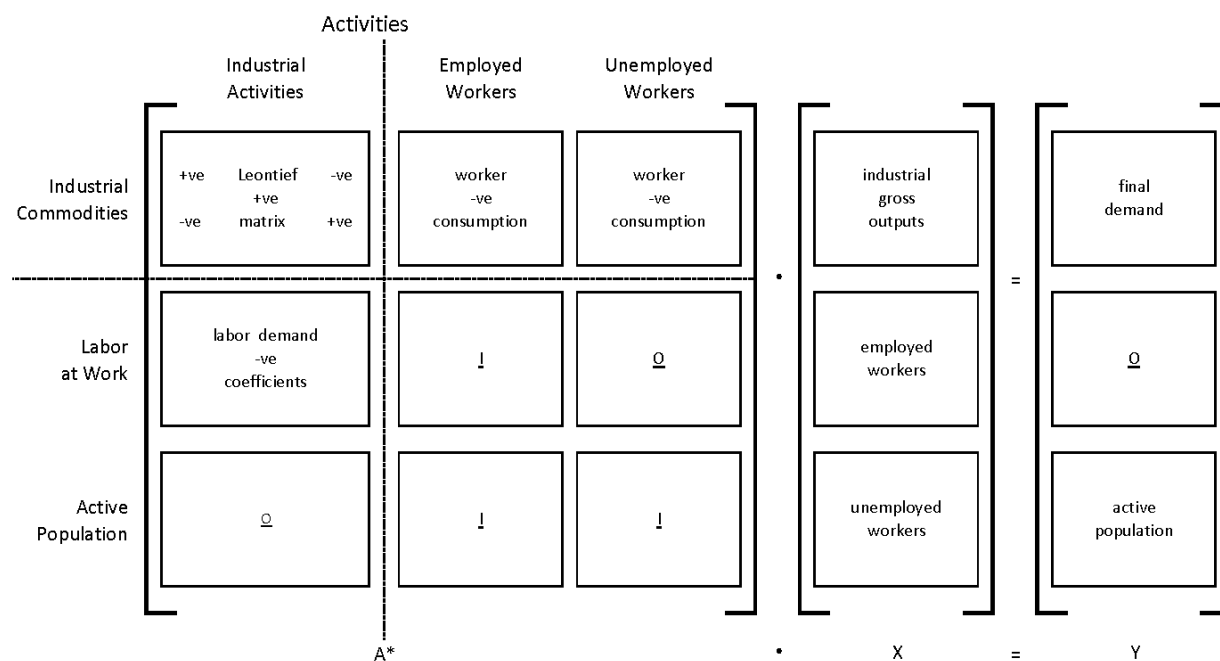 Activities
Industrial Activities
Employed Workers
Unemployed Workers
Industrial Commodities
+ve Leontief -ve
+ve
-ve matrix +ve
worker
-ve
consumption
worker
-ve
consumption
industrial
gross
outputs
final
demand
•
=
Labor
at Work
labor demand
-ve
coefficients
I
O
employed
workers
O
Active
Population
O
I
I
unemployed
workers
active
population
A* • X = Y